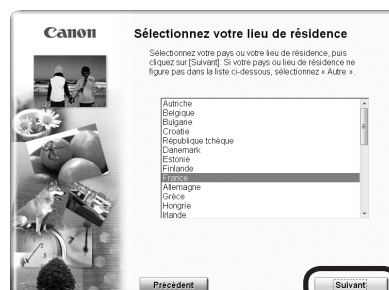 Canon
Sélectionnez votre lieu de résidence
Sélectionnez votre pays ou votre lieu de résidence, puis
cliquez sur [Suivant]. Si votre pays ou lieu de résidence ne
figure pas dans la liste ci-dessous, sélectionnez « Autre ».
Autriche
Belgique
Bulgarie
Croatie
République tchèque
Danemark
Estonie
Finlande
France
Allemagne
Grèce
Hongrie
Irlande
Précédent
Suivant